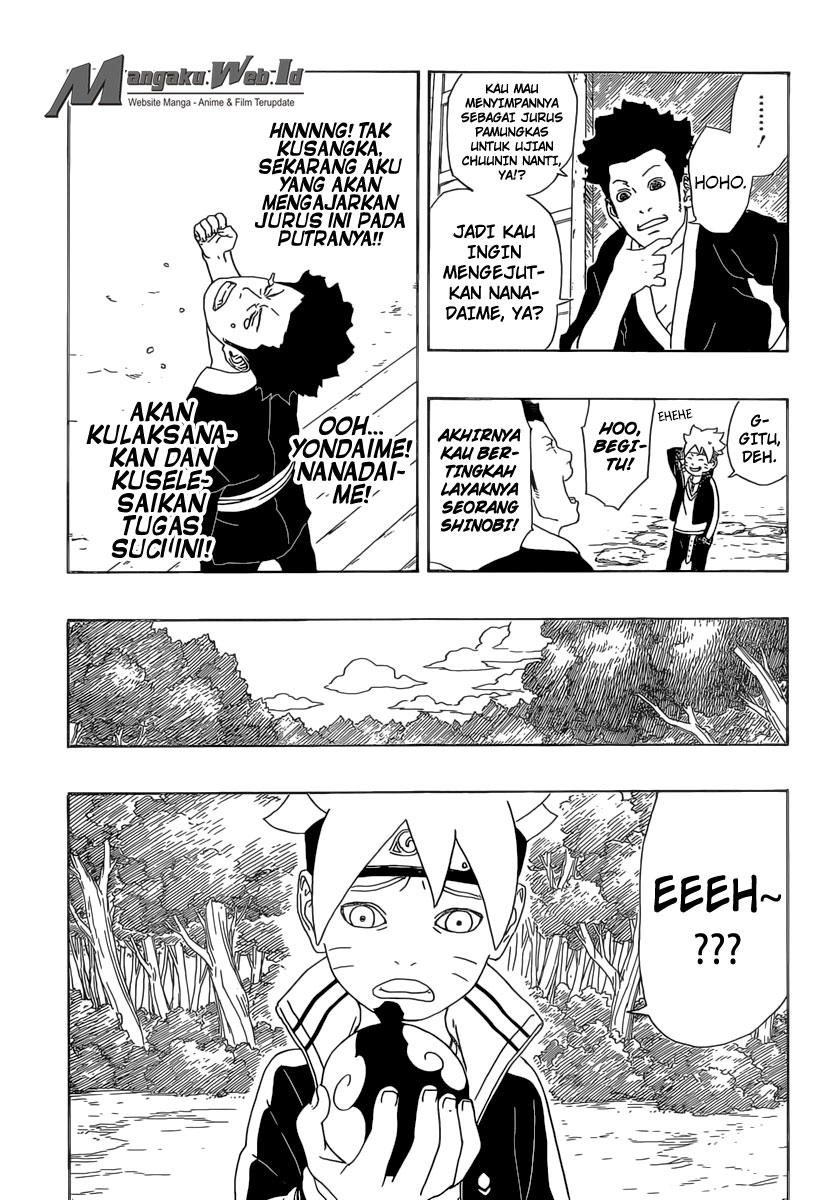 Mangaku.Web.Id
Website Manga - Anime & Film Terupdate
.......
HOHO.
KAU MAU
MENYIMPANNYA
SEBAGAI JURUS
PAMUNGKAS
UNTUK UJIAN
CHUUNIN NANTI,
YA!?
JADI KAU
INGIN
MENGEJUT-
KAN NANA-
DAIME, YA?
HNNNNG! TAK
KUSANGKA,
SEKARANG AKU
YANG AKAN
MENGAJARKAN
JURUS INI PADA
PUTRANYA!!
OOH...
YONDAIME!
NANADAI-
ME!
AKAN
KULAKSANA-
KAN DAN
KUSELE-
SAIKAN
TUGAS
SUCI INI!
G-
GITU,
DEH.
EHEHE
HOO,
BEGI-
TU!
AKHIRNYA
KAU BER-
TINGKAH
LAYAKNYA
SEORANG
SHINOBI!
EEEH~
???